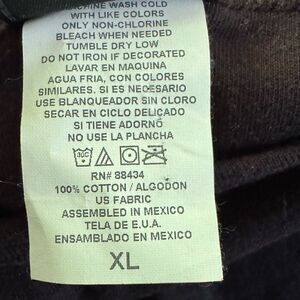 MACHINE WASH COLD
WITH LIKE COLORS
ONLY NON-CHLORINE
BLEACH WHEN NEEDED
TUMBLE DRY LOW
DO NOT IRON IF DECORATED
LAVAR EN MAQUINA
AGUA FRIA, CON COLORES
SIMILARES. SI ES NECESARIO
USE BLANQUEADOR SIN CLORO
SECAR EN CICLO DELICADO
SI TIENE ADORNO
NO USE LA PLANCHA
30C
RN# 88434
100% COTTON / ALGODON
US FABRIC
ASSEMBLED IN MEXICO
TELA DE E.U.A.
ENSAMBLADO EN MEXICO
XL